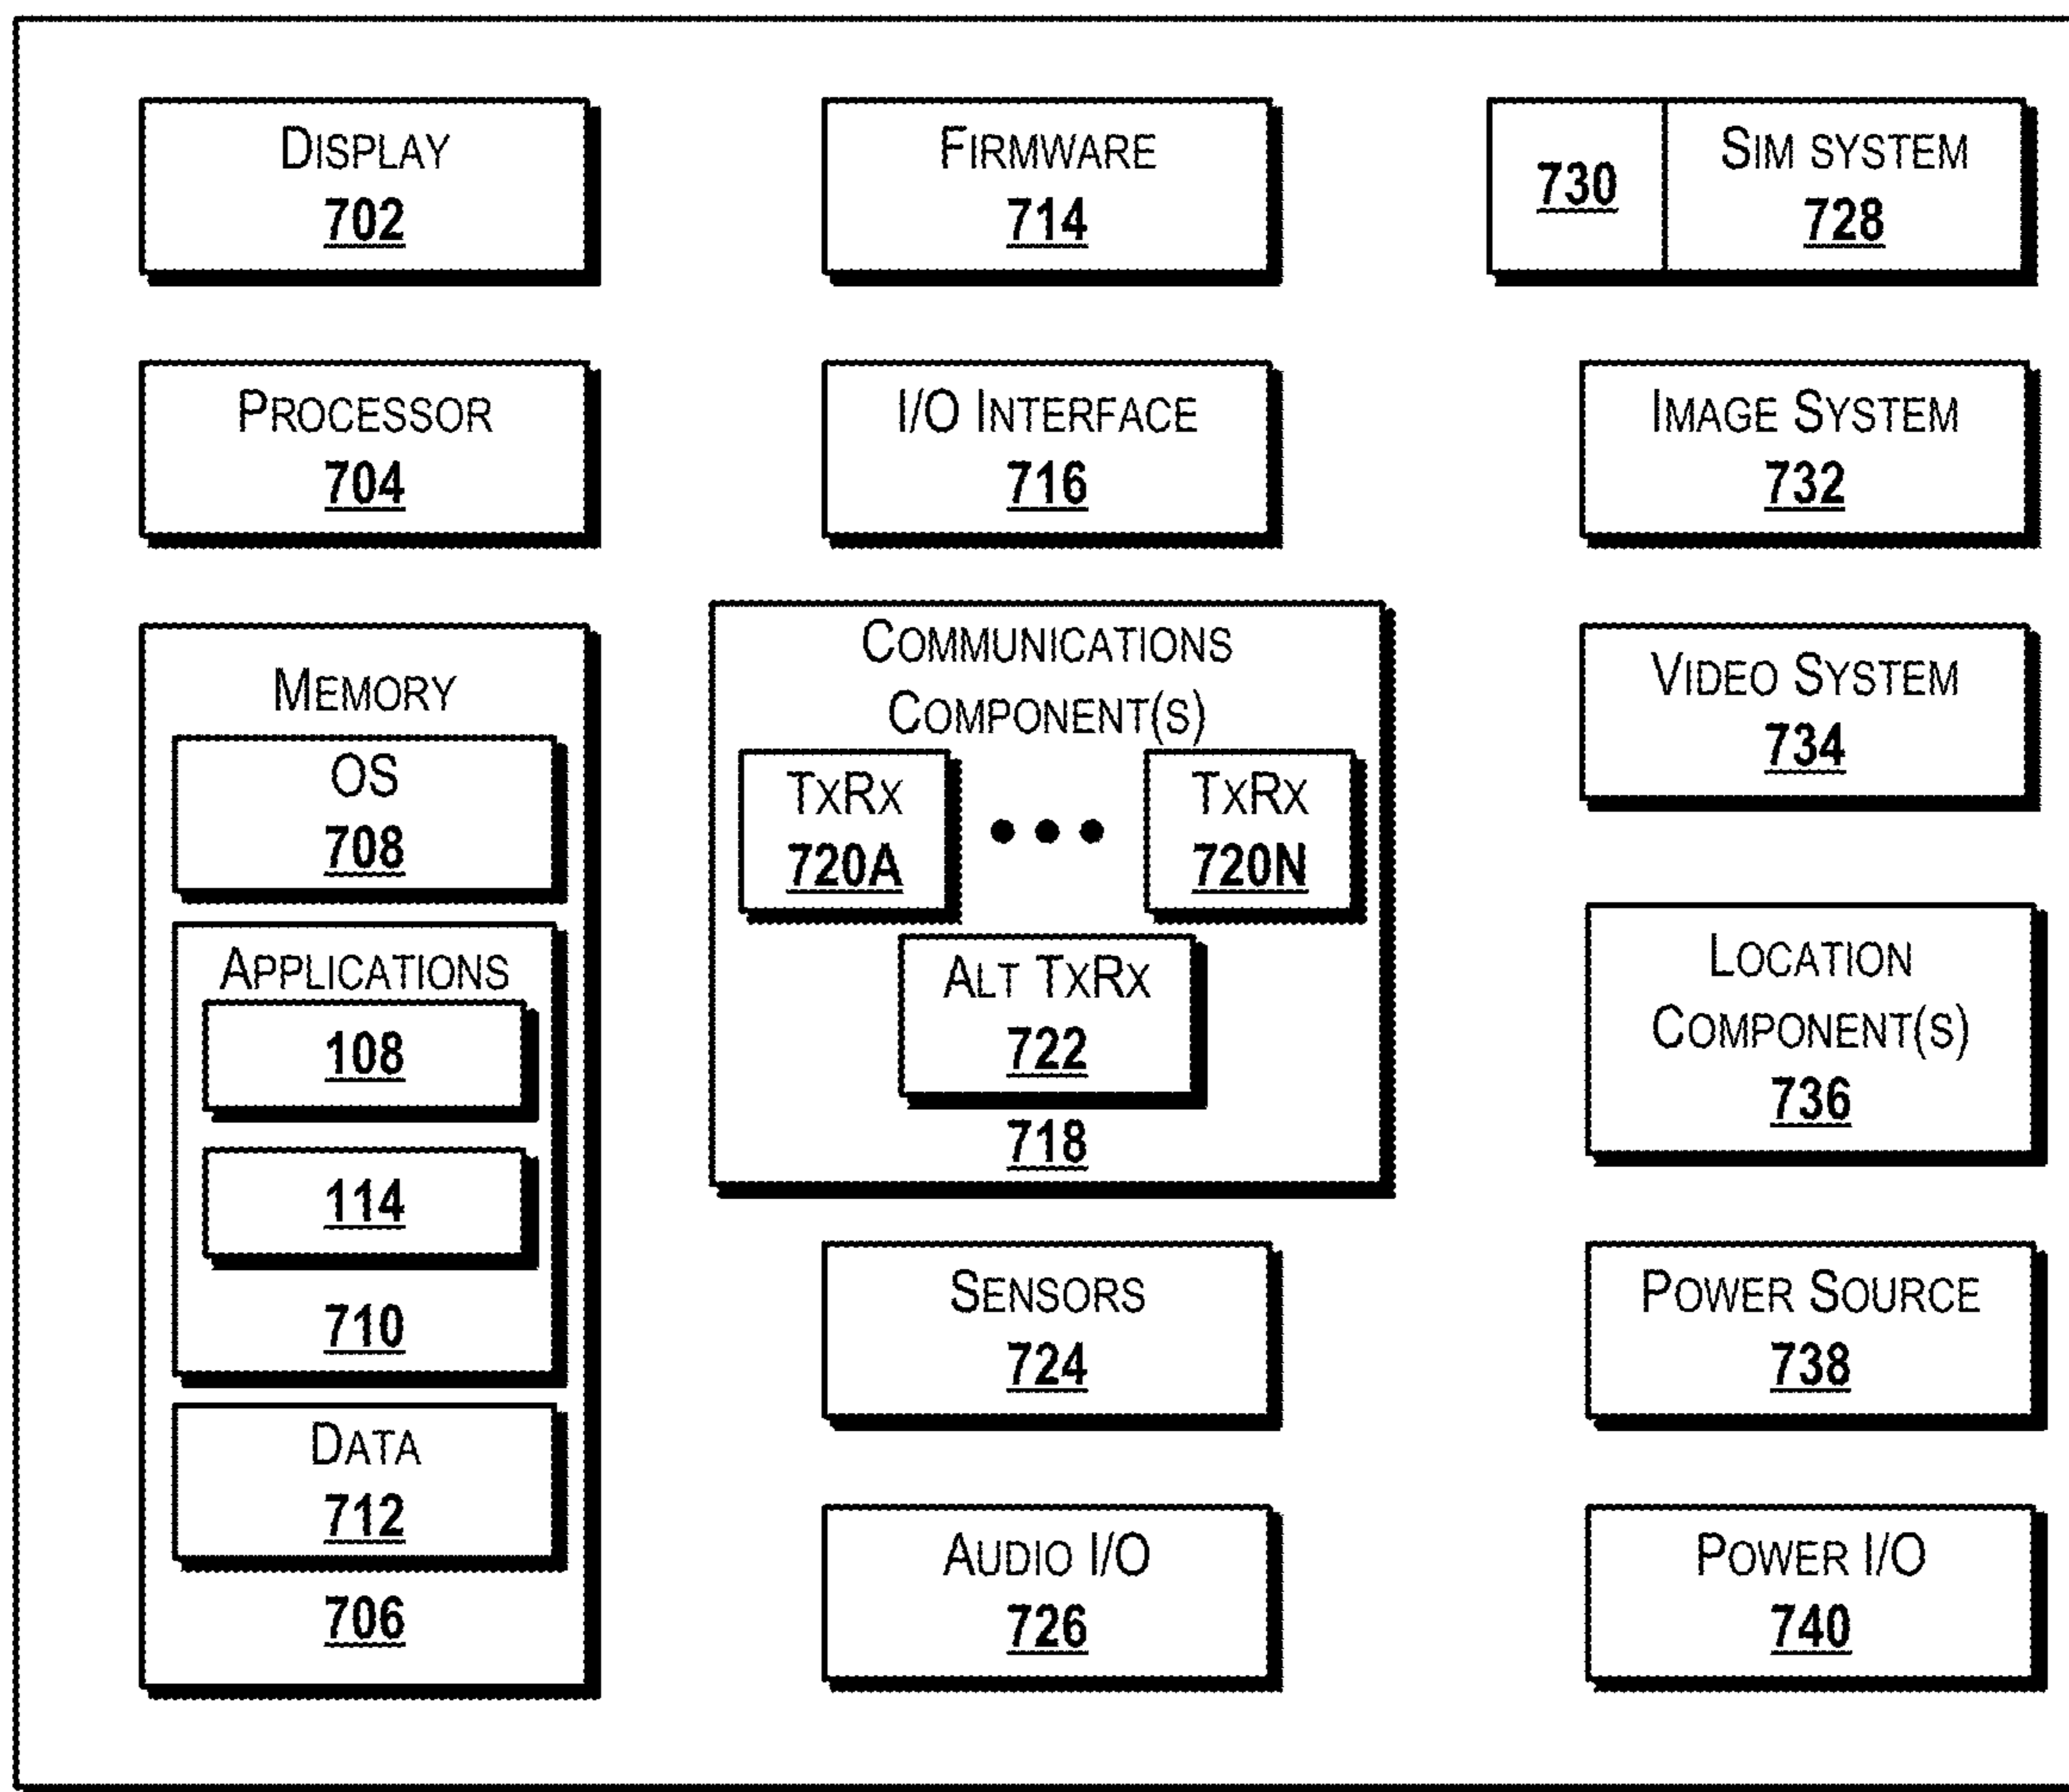 DISPLAY
702
PROCESSOR
704
MEMORY
OS
708
APPLICATIONS
108
114
710
DATA
712
706
FIRMWARE
714
I/O INTERFACE
716
COMMUNICATIONS
COMPONENT(S)
TXRX
720A
TXRX
720N
ALT TXRX
722
718
SENSORS
724
AUDIO I/O
726
730
SIM SYSTEM
728
IMAGE SYSTEM
732
VIDEO SYSTEM
734
LOCATION
COMPONENT(S)
736
POWER SOURCE
738
POWER I/O
740